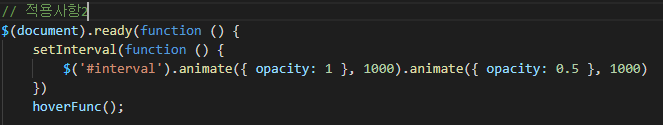 // 적용사항2
$(document).ready(function () {
    setInterval(function () {
        $('#interval').animate({ opacity: 1 }, 1000).animate({ opacity: 0.5 }, 1000)
    })
    hoverFunc();